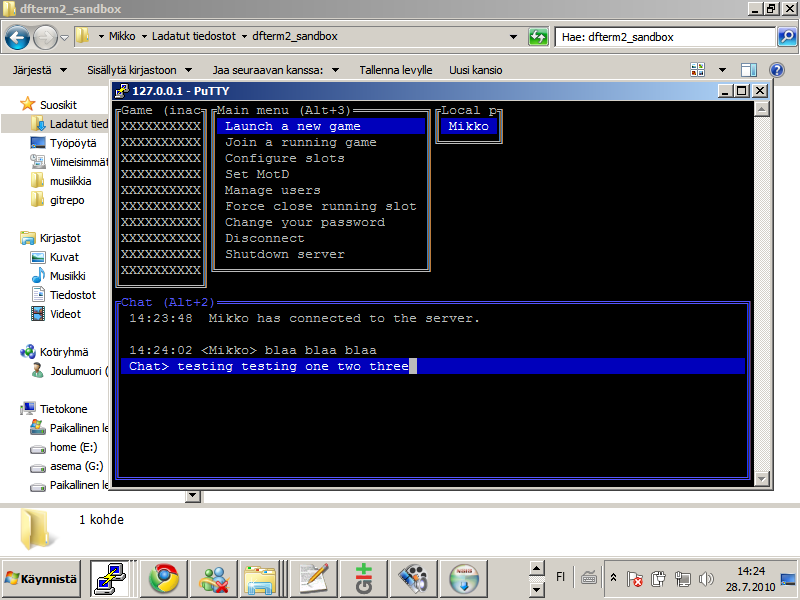 dfterm2_sandbox
Mikko
Ladatut tiedostot
dfterm2_sandbox
Hae: dfterm2_sandbox
Järjestä
Sisällytä kirjastoon
Jaa seuraavan kanssa:
Tallenna levylle
Uusi kansio
Suosikit
Ladatut tied
Työpöytä
Viimeisimmät
musiikkia
gitrepo
Kirjastot
Kuvat
Musiikki
Tiedostot
Videot
Kotiryhmä
Joulumuori (
Tietokone
Paikallinen le
home (E:)
asema (G:)
Paikallinen le
127.0.0.1 - PuTTY
Game (inac
XXXXXXXXXX
XXXXXXXXXX
XXXXXXXXXX
XXXXXXXXXX
XXXXXXXXXX
XXXXXXXXXX
XXXXXXXXXX
XXXXXXXXXX
XXXXXXXXXX
XXXXXXXXXX
Main menu (Alt+3)
Launch a new game
Join a running game
Configure slots
Set MotD
Manage users
Force close running slot
Change your password
Disconnect
Shutdown server
Local p
Mikko
Chat (Alt+2)
14:23:48 Mikko has connected to the server.
14:24:02 <Mikko> blaa blaa blaa
Chat> testing testing one two three
1 kohde
Käynnistä
git
FI
14:24
28.7.2010